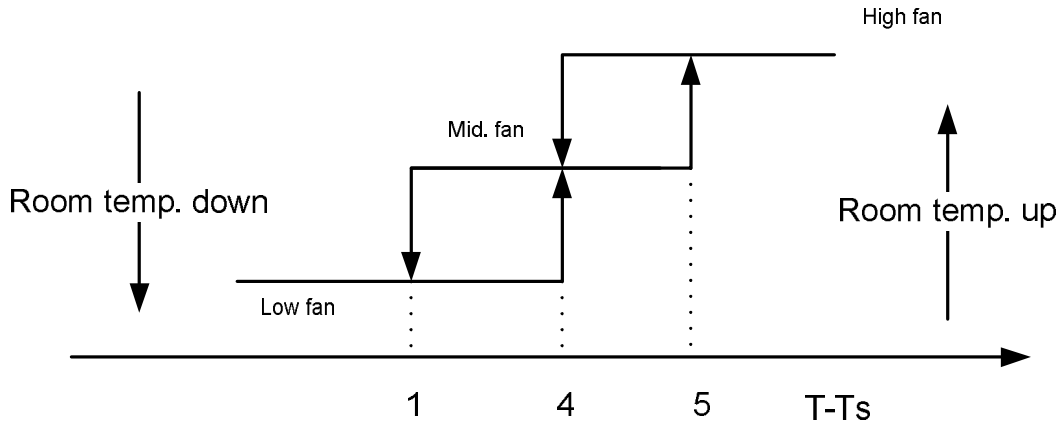 High fan
Mid. fan
Room temp. down
Room temp. up
Low fan
1 4 5 T-Ts